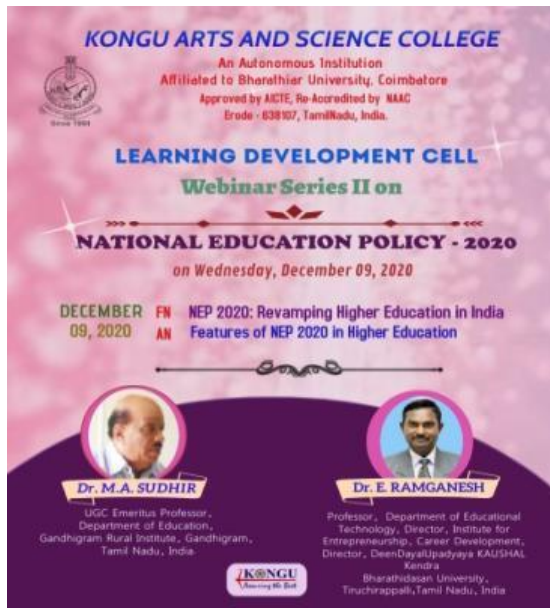 KONGU ARTS AND SCIENCE COLLEGE
An Autonomous Institution
Affiliated to Bharathiar University, Coimbatore
Approved by AICTE, Re-Accredited by NAAC
Erode - 638107, TamilNadu, India.
Since 1991
LEARNING DEVELOPMENT CELL
Webinar Series II on
NATIONAL EDUCATION POLICY - 2020
on Wednesday, December 09, 2020
DECEMBER 09, 2020
FN NEP 2020: Revamping Higher Education in India
AN Features of NEP 2020 in Higher Education
Dr. M.A. SUDHIR
UGC Emeritus Professor,
Department of Education,
Gandhigram Rural Institute, Gandhigram,
Tamil Nadu, India
Dr. E. RAMGANESH
Professor, Department of Educational
Technology, Director, Institute for
Entrepreneurship, Career Development,
Director, DeenDayalUpadyaya KAUSHAL
Kendra
Bharathidasan University,
Tiruchirappalli,Tamil Nadu, India
KONGU